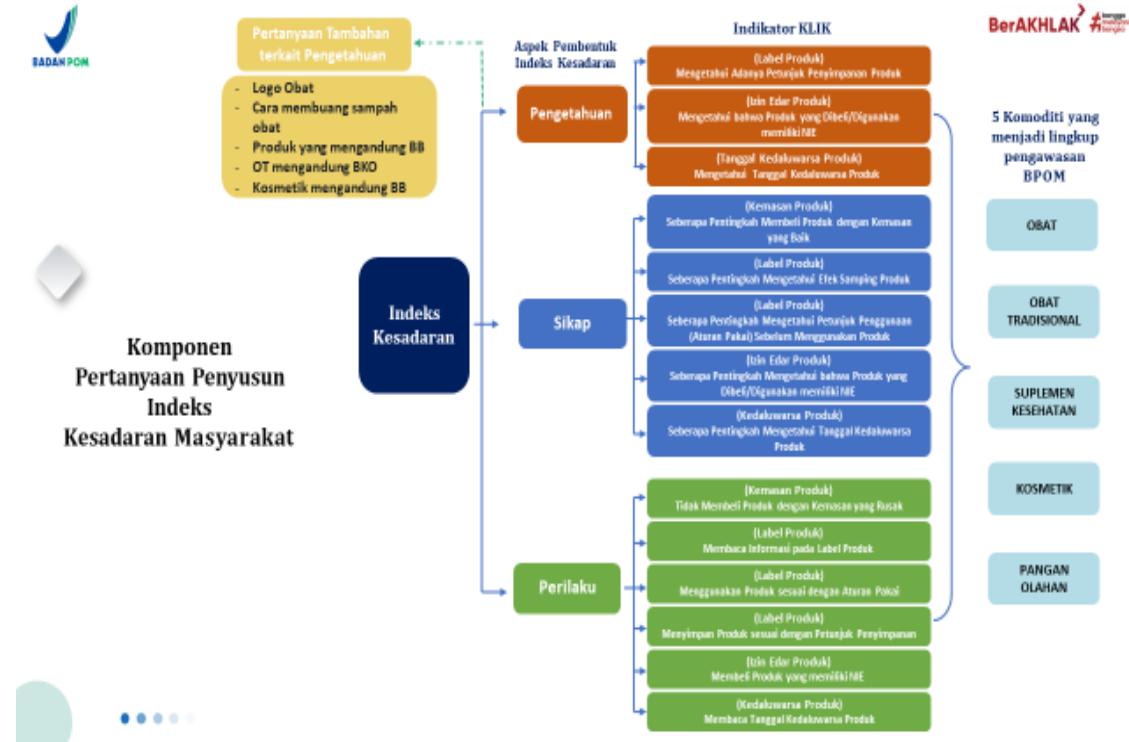 BADAN POM
Pertanyaan Tambahan
terkait Pengetahuan
- Logo Obat
- Cara membuang sampah
obat
- Produk yang mengandung BB
- OT mengandung BKO
- Kosmetik mengandung BB
Komponen
Pertanyaan Penyusun
Indeks
Kesadaran Masyarakat
Indeks
Kesadaran
Aspek Pembentuk
Indeks Kesadaran
Pengetahuan
Sikap
Perilaku
Indikator KLIK
(Label Produk)
Mengetahui Adanya Petunjuk Penyimpanan Produk
(Izin Edar Produk)
Mengetahui bahwa Produk yang Dibeli/Digunakan
memiliki NIE
(Tanggal Kedaluwarsa Produk)
Mengetahui Tanggal Kedaluwarsa Produk
(Kemasan Produk)
Seberapa Pentingkah Membeli Produk dengan Kemasan
yang Baik
(Label Produk)
Seberapa Pentingkah Mengetahui Efek Samping Produk
(Label Produk)
Seberapa Pentingkah Mengetahui Petunjuk Penggunaan
(Aturan Pakai) Sebelum Menggunakan Produk
(Izin Edar Produk)
Seberapa Pentingkah Mengetahui bahwa Produk yang
Dibeli/Digunakan memiliki NIE
(Kedaluwarsa Produk)
Seberapa Pentingkah Mengetahui Tanggal Kedaluwarsa
Produk
(Kemasan Produk)
Tidak Membeli Produk dengan Kemasan yang Rusak
(Label Produk)
Membaca Informasi pada Label Produk
(Label Produk)
Menggunakan Produk sesuai dengan Aturan Pakai
(Label Produk)
Menyimpan Produk sesuai dengan Petunjuk Penyimpanan
(Izin Edar Produk)
Membeli Produk yang memiliki NIE
(Kedaluwarsa Produk)
Membaca Tanggal Kedaluwarsa Produk
BerAKHLAK
#
5 Komoditi yang
menjadi lingkup
pengawasan
BPOM
OBAT
OBAT
TRADISIONAL
SUPLEMEN
KESEHATAN
KOSMETIK
PANGAN
OLAHAN